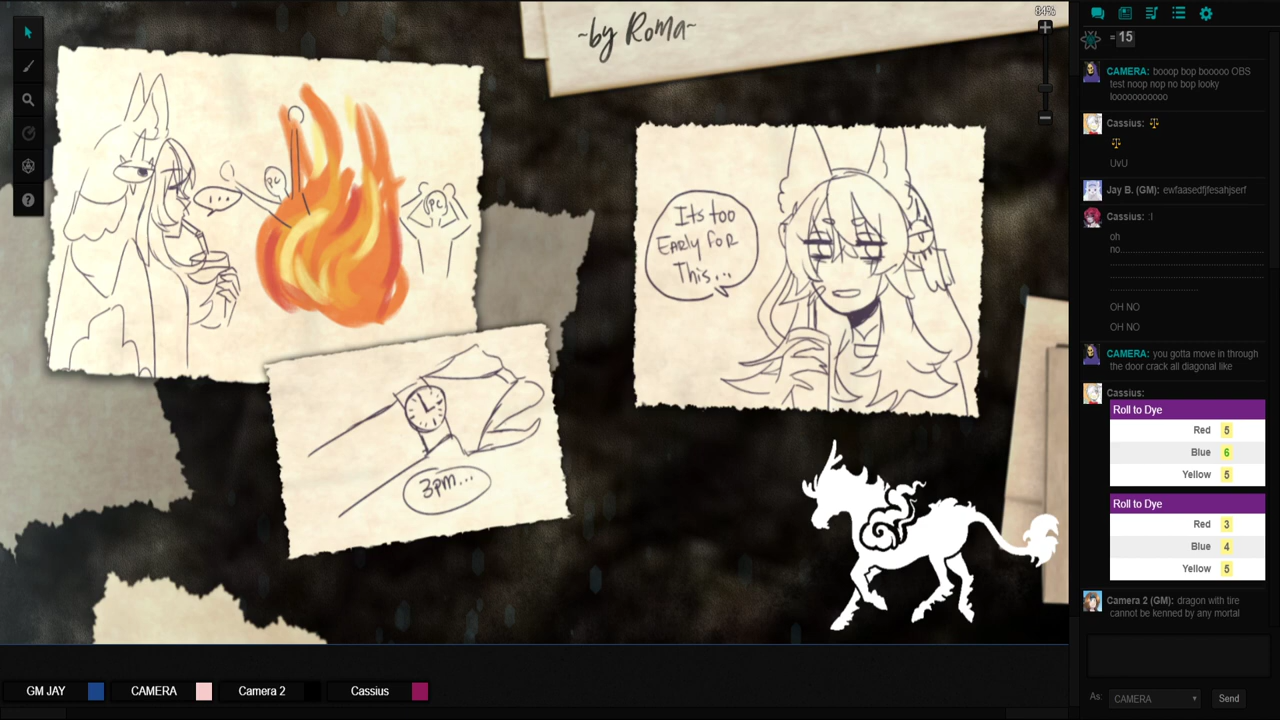 ~by Roma~
84%
PC
...
PC
3pm...
Its too
Early for
This...
= 15
CAMERA: booop bop booooo OBS
test noop nop no bop looky
looooooooooo
Cassius:
UvU
Jay B. (GM): ewfaasedfjfesahjserf
Cassius: :I
oh
OH NO
OH NO
CAMERA: you gotta move in through
the door crack all diagonal like
Cassius:
Roll to Dye
Red 5
Blue 6
Yellow 5
Roll to Dye
Red 3
Blue 4
Yellow 5
Camera 2 (GM): dragon with tire
cannot be kenned by any mortal
As: CAMERA Send
GM JAY CAMERA Camera 2 Cassius